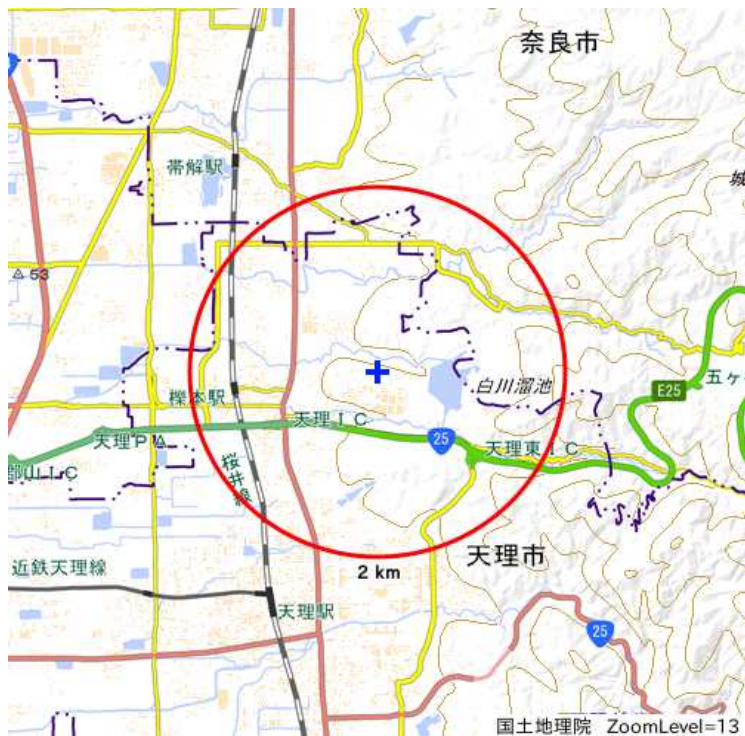 奈良市
帯解駅
城
53
E25
五ヶ
白川溜池
櫟本駅
天理IC
天理PA
25
天理東IC
郡山IC
桜井線
天理市
2 km
近鉄天理線
天理駅
25
国土地理院 ZoomLevel=13